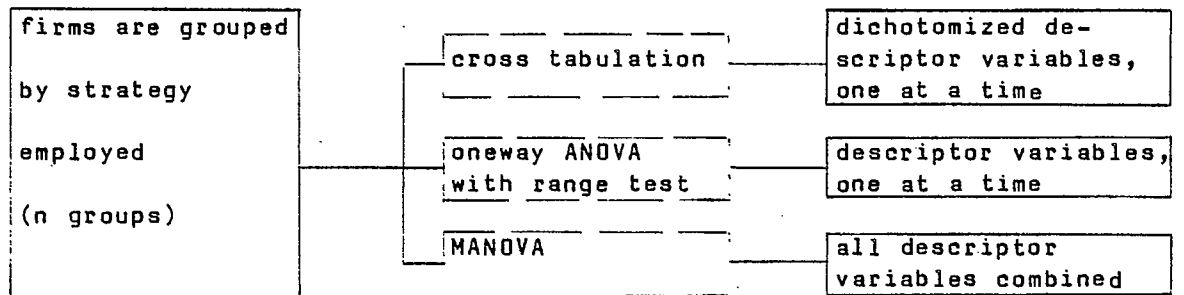 firms are grouped
by strategy
employed
(n groups)
cross tabulation
dichotomized de-
scriptor variables,
one at a time
oneway ANOVA
with range test
descriptor variables,
one at a time
MANOVA
all descriptor
variables combined